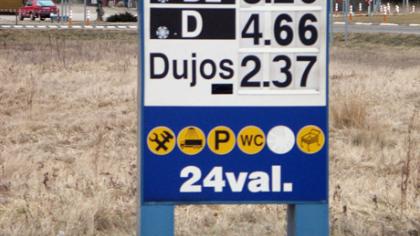 D 4.66
Dujos 2.37
P WC
24val.